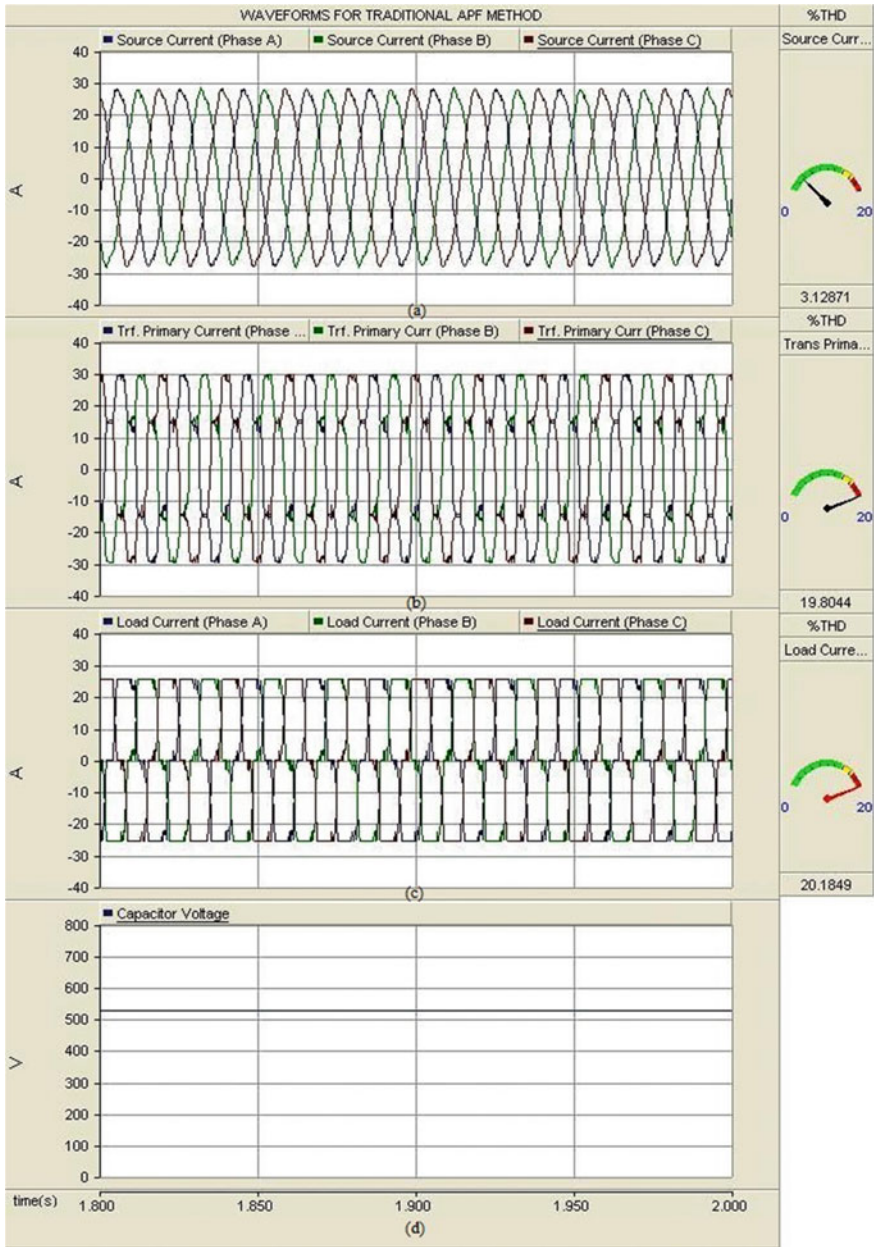 WAVEFORMS FOR TRADITIONAL APF METHOD
%THD
Source Current (Phase A) Source Current (Phase B) Source Current (Phase C)
Source Curr...
40
30
20
10
0
-10
-20
-30
-40
A
0 20
3.12871
(a)
%THD
Trf. Primary Current (Phase ... Trf. Primary Curr (Phase B) Trf. Primary Curr (Phase C)
Trans Prima...
40
30
20
10
0
-10
-20
-30
-40
A
0 20
19.8044
(b)
%THD
Load Current (Phase A) Load Current (Phase B) Load Current (Phase C)
Load Curre...
40
30
20
10
0
-10
-20
-30
-40
A
0 20
20.1849
(c)
Capacitor Voltage
800
700
600
500
400
300
200
100
0
V
time(s) 1.800 1.850 1.900 1.950 2.000
(d)